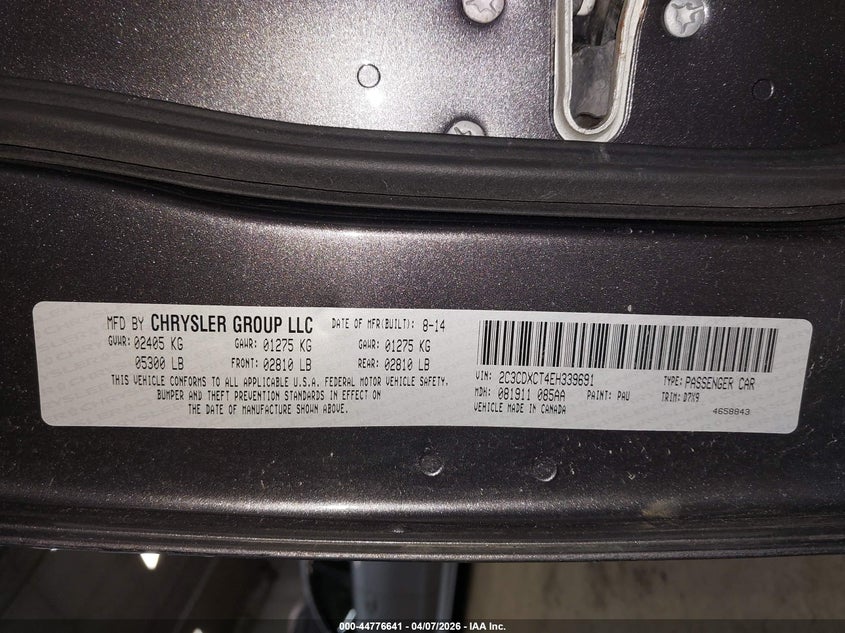 MFD BY CHRYSLER GROUP LLC
DATE OF MFR(BUILT): 8-14
GVWR: 02405 KG GAWR: 01275 KG GAWR: 01275 KG
05300 LB FRONT: 02810 LB REAR: 02810 LB
THIS VEHICLE CONFORMS TO ALL APPLICABLE U.S.A. FEDERAL MOTOR VEHICLE SAFETY,
BUMPER AND THEFT PREVENTION STANDARDS IN EFFECT ON
THE DATE OF MANUFACTURE SHOWN ABOVE.
VIN: 2C3CDXCT4EH339691 TYPE: PASSENGER CAR
MDH: 081911 085AA PAINT: PAU TRIM: D7X9
VEHICLE MADE IN CANADA 4658843
000-44776641 | 04/07/2026 | IAA Inc.